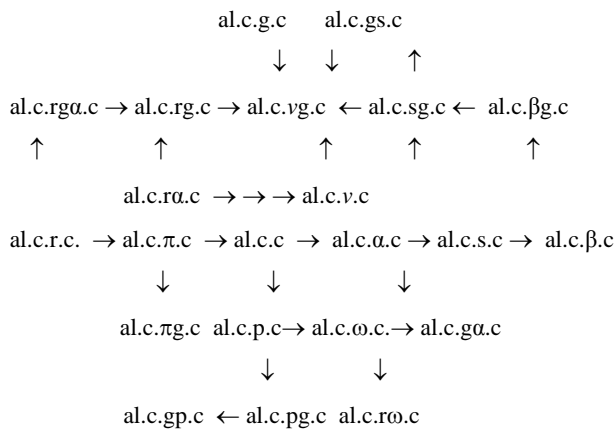 al.c.g.c al.c.gs.c
↓ ↓ ↑
al.c.rgα.c → al.c.rg.c → al.c.νg.c ← al.c.sg.c ← al.c.βg.c
↑ ↑ ↑ ↑ ↑
al.c.rα.c → → → al.c.ν.c
al.c.r.c. → al.c.π.c → al.c.c → al.c.α.c → al.c.s.c → al.c.β.c
↓ ↓ ↓
al.c.πg.c al.c.p.c → al.c.ω.c. → al.c.gα.c
↓ ↓
al.c.gp.c ← al.c.pg.c al.c.rω.c